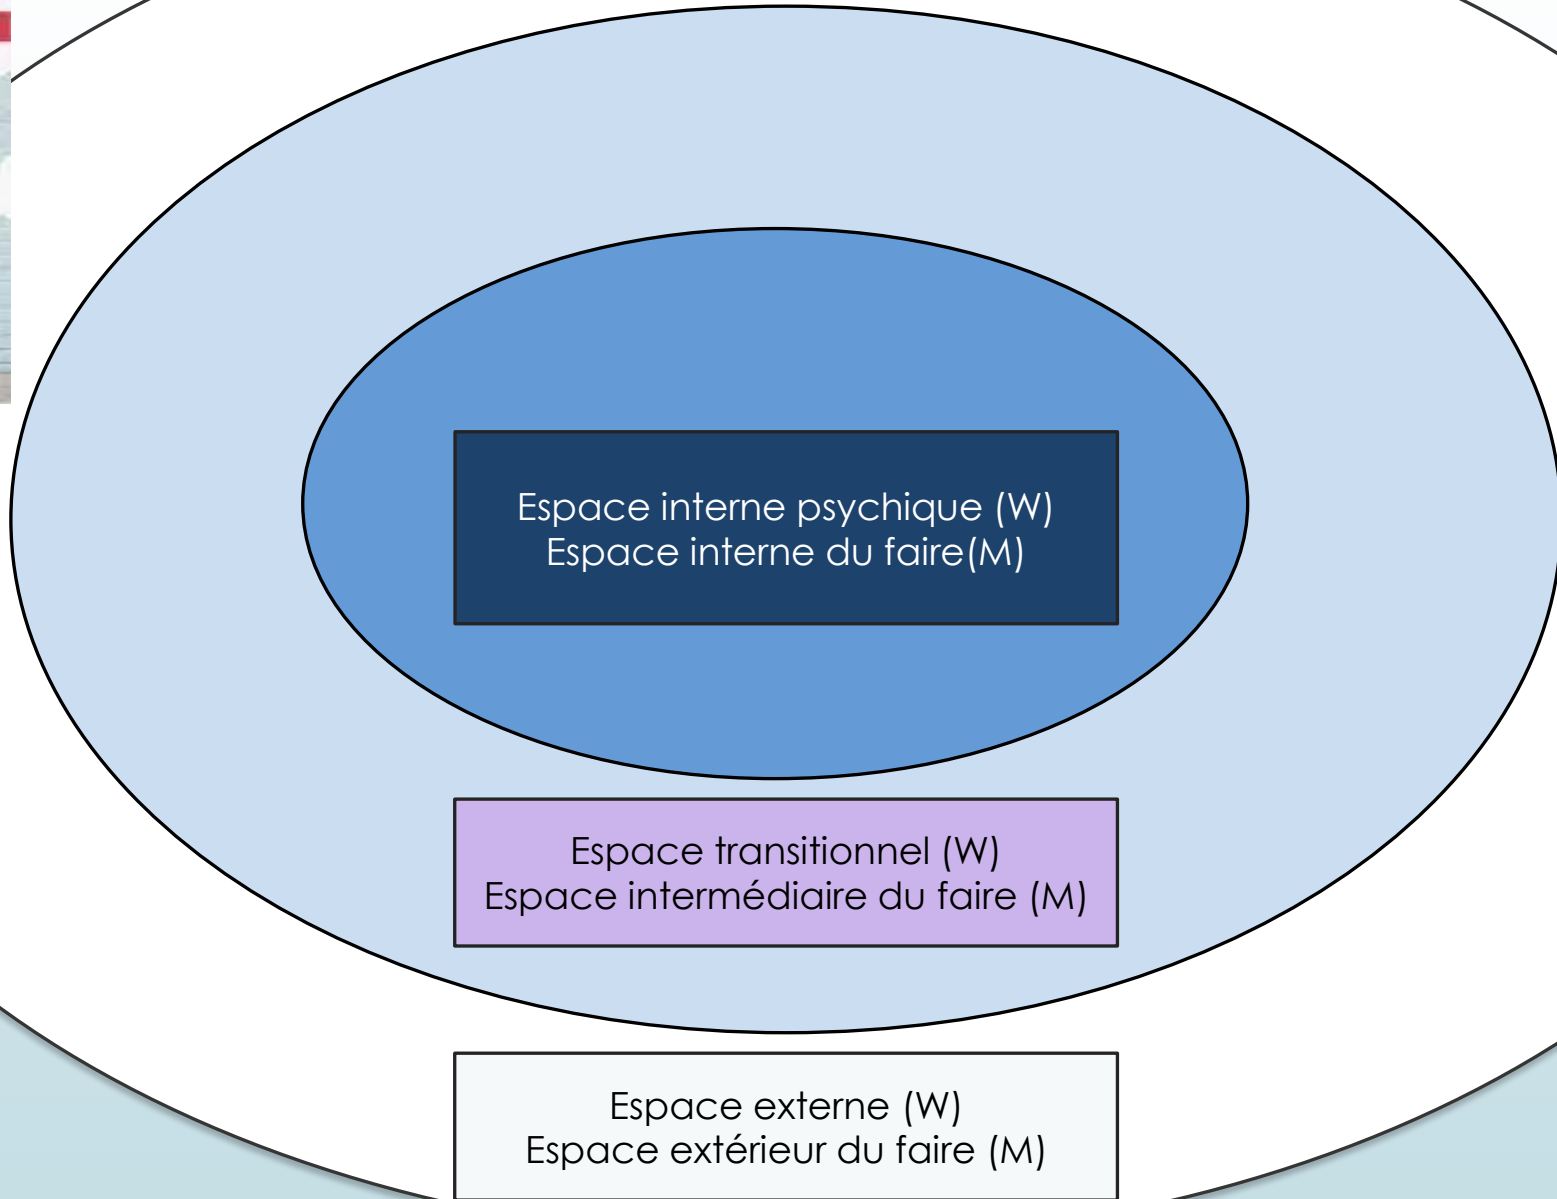 Espace interne psychique (W)
Espace interne du faire(M)
Espace transitionnel (W)
Espace intermédiaire du faire (M)
Espace externe (W)
Espace extérieur du faire (M)